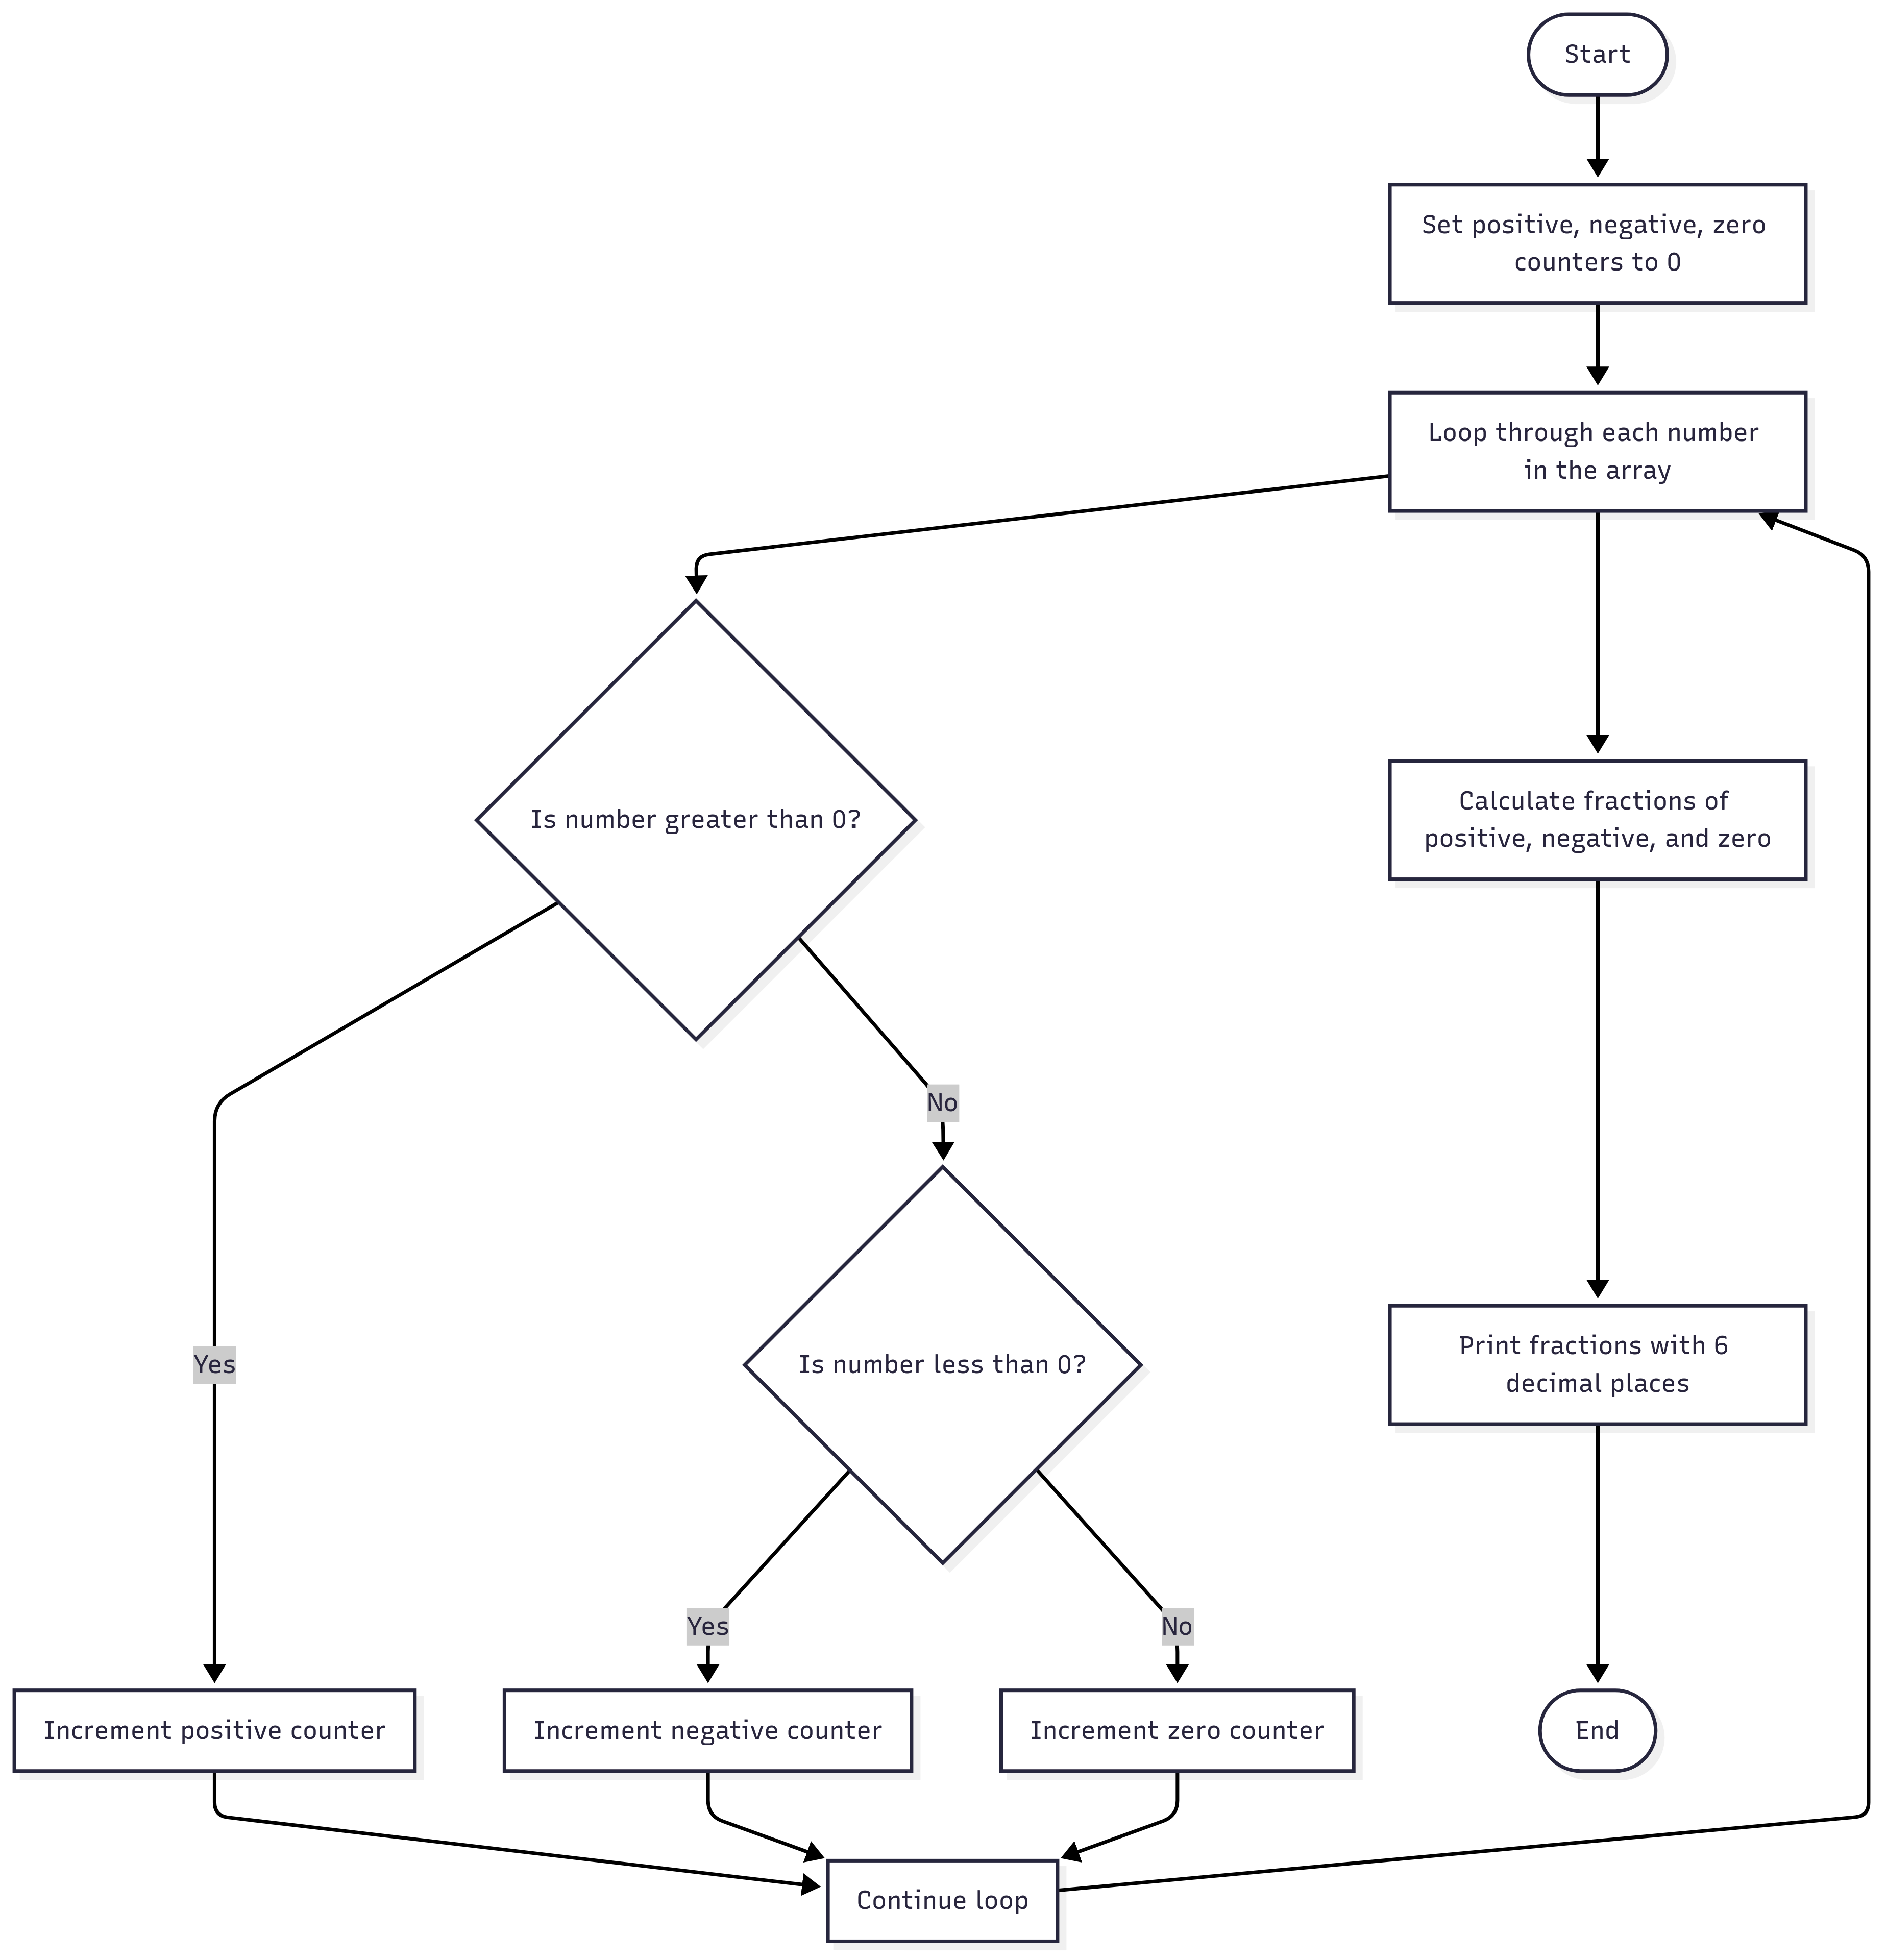 Start
Set positive, negative, zero
counters to 0
Loop through each number
in the array
Is number greater than 0?
Calculate fractions of
positive, negative, and zero
No
Yes
Is number less than 0?
Print fractions with 6
decimal places
Yes
No
Increment positive counter
Increment negative counter
Increment zero counter
End
Continue loop